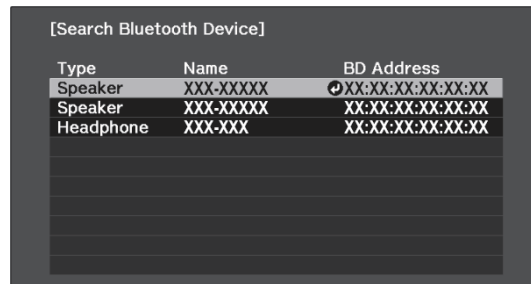 [Search Bluetooth Device]
Type Name BD Address
Speaker XXX-XXXXX XX:XX:XX:XX:XX:XX
Speaker XXX-XXXXX XX:XX:XX:XX:XX:XX
Headphone XXX-XXX XX:XX:XX:XX:XX:XX